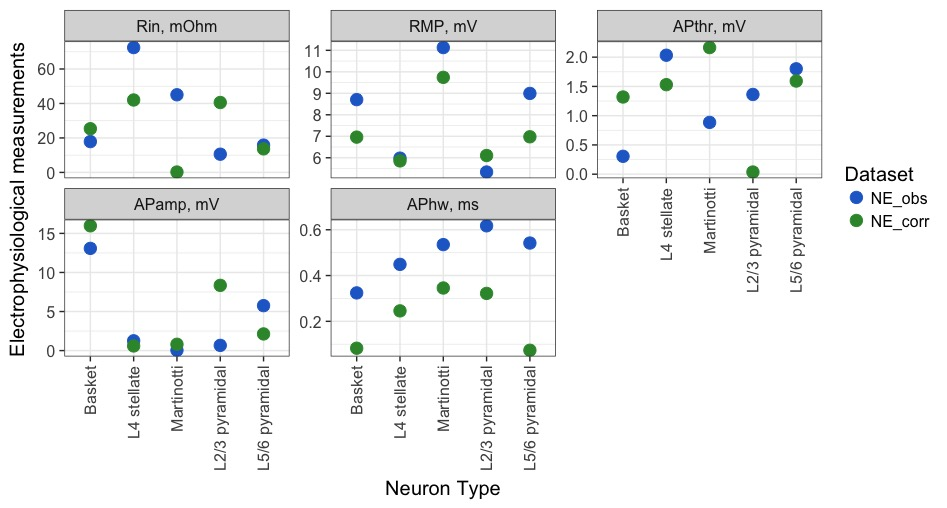 Rin, mOhm
RMP, mV
APthr, mV
60
40
20
0
11
10
9
8
7
6
2.0
1.5
1.0
0.5
0.0
Basket
L4 stellate
Martinotti
L2/3 pyramidal
L5/6 pyramidal
Electrophysiological measurements
Dataset
NE_obs
NE_corr
APamp, mV
APhw, ms
15
10
5
0
0.6
0.4
0.2
Basket
L4 stellate
Martinotti
L2/3 pyramidal
L5/6 pyramidal
Basket
L4 stellate
Martinotti
L2/3 pyramidal
L5/6 pyramidal
Neuron Type